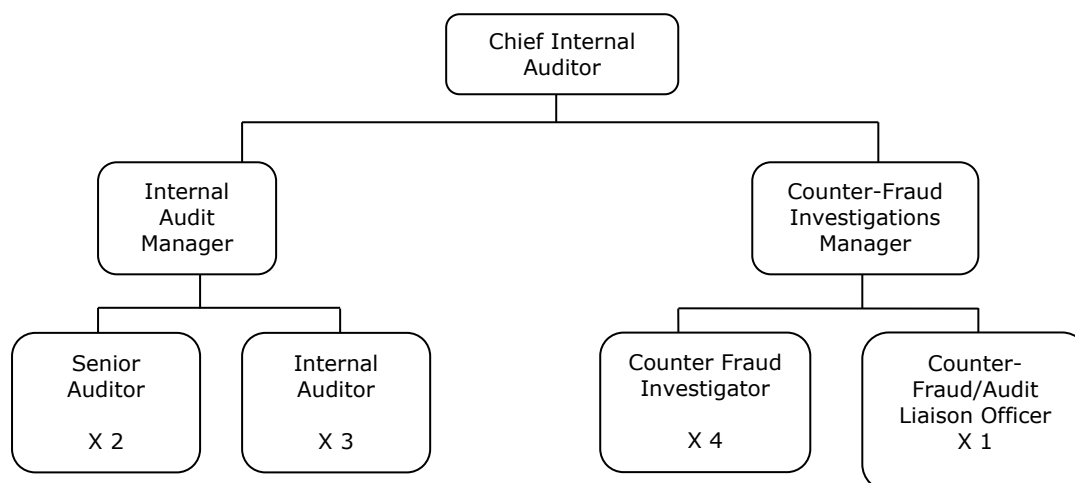 Chief Internal
Auditor
Internal
Audit
Manager
Counter-Fraud
Investigations
Manager
Senior
Auditor
X 2
Internal
Auditor
X 3
Counter Fraud
Investigator
X 4
Counter-
Fraud/Audit
Liaison Officer
X 1